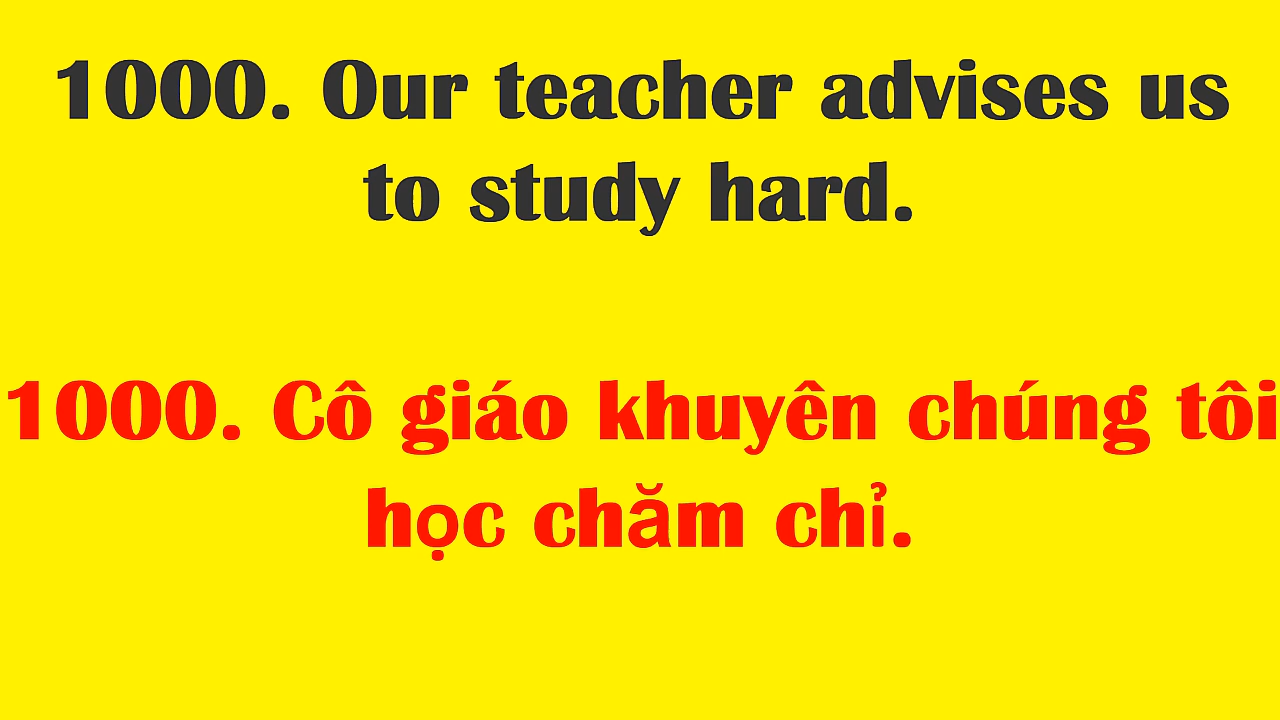 1000. Our teacher advises us
to study hard.
1000. Cô giáo khuyên chúng tôi
học chăm chỉ.